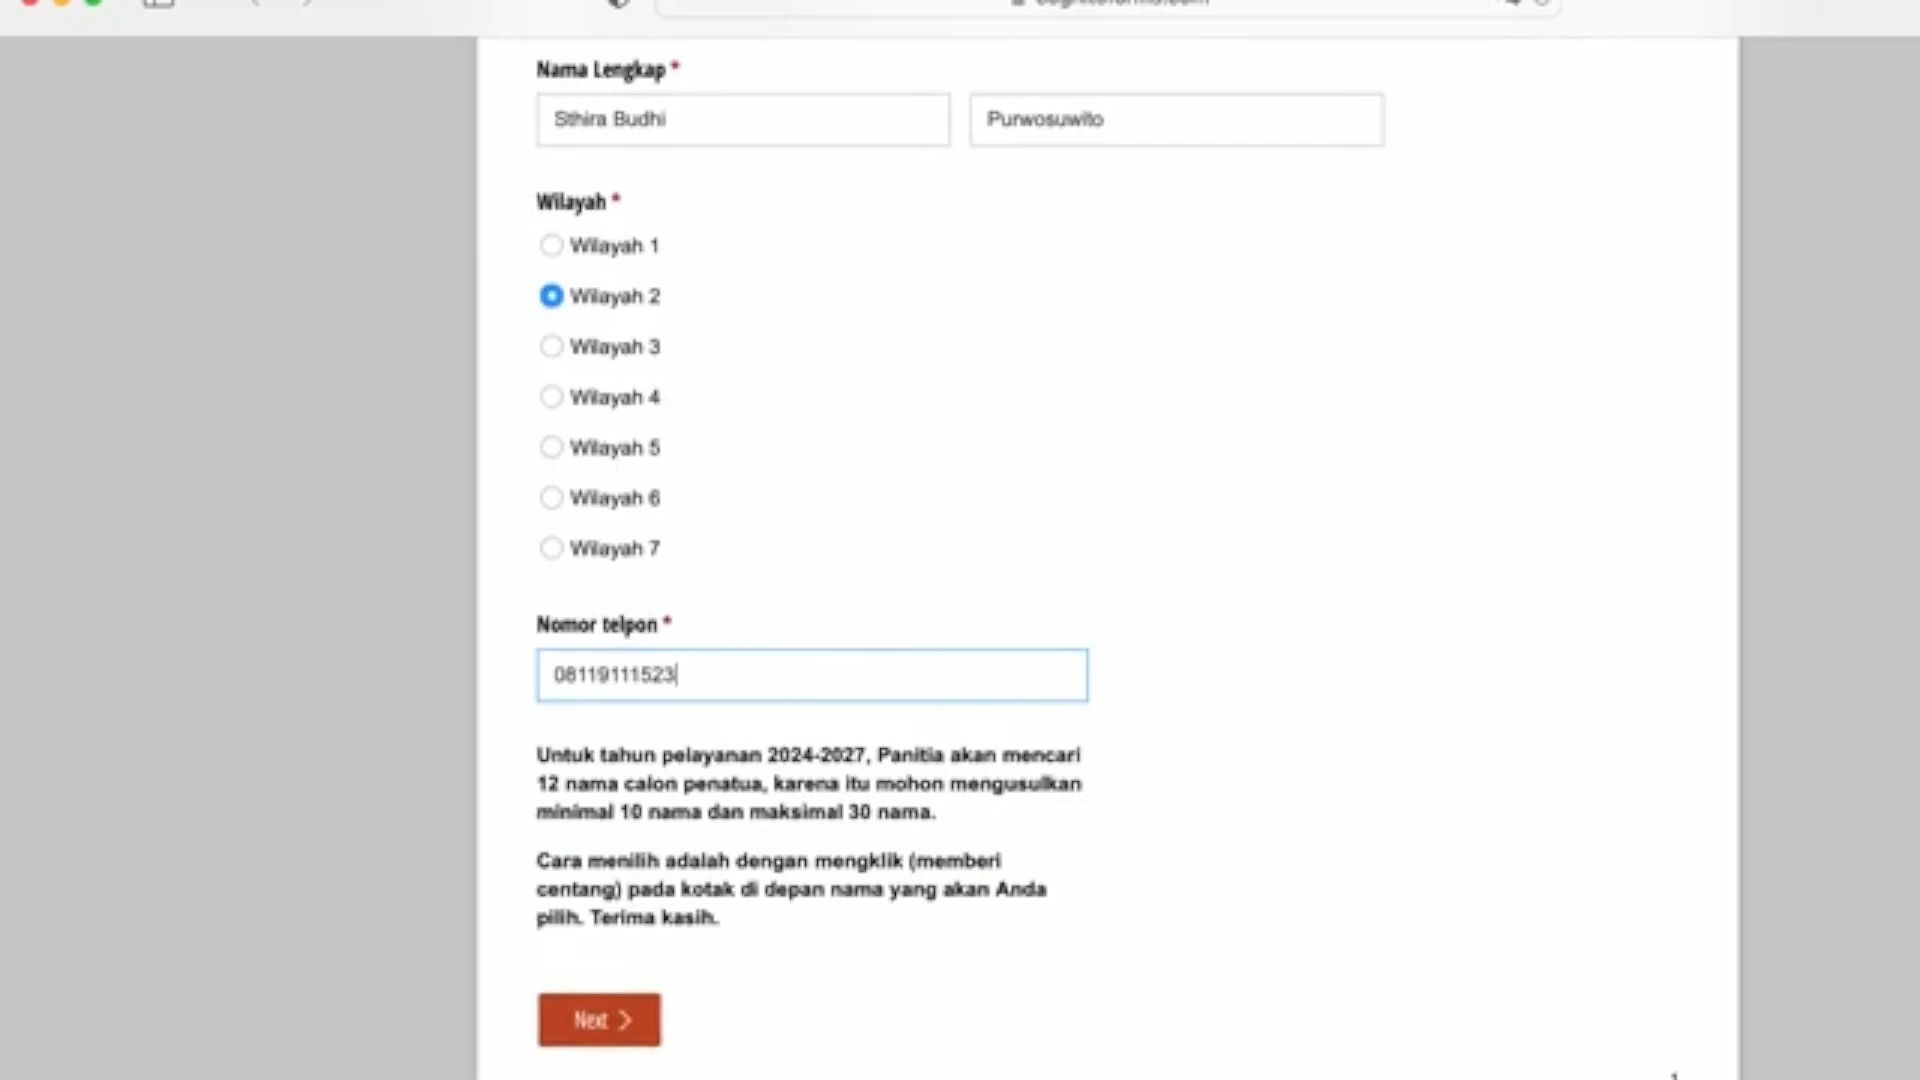 Nama Lengkap *
Sthira Budhi Purwosuwito
Wilayah *
Wilayah 1
Wilayah 2
Wilayah 3
Wilayah 4
Wilayah 5
Wilayah 6
Wilayah 7
Nomor telpon *
08119111523
Untuk tahun pelayanan 2024-2027, Panitia akan mencari
12 nama calon penatua, karena itu mohon mengusulkan
minimal 10 nama dan maksimal 30 nama.
Cara menilih adalah dengan mengklik (memberi
centang) pada kotak di depan nama yang akan Anda
pilih. Terima kasih.
Next